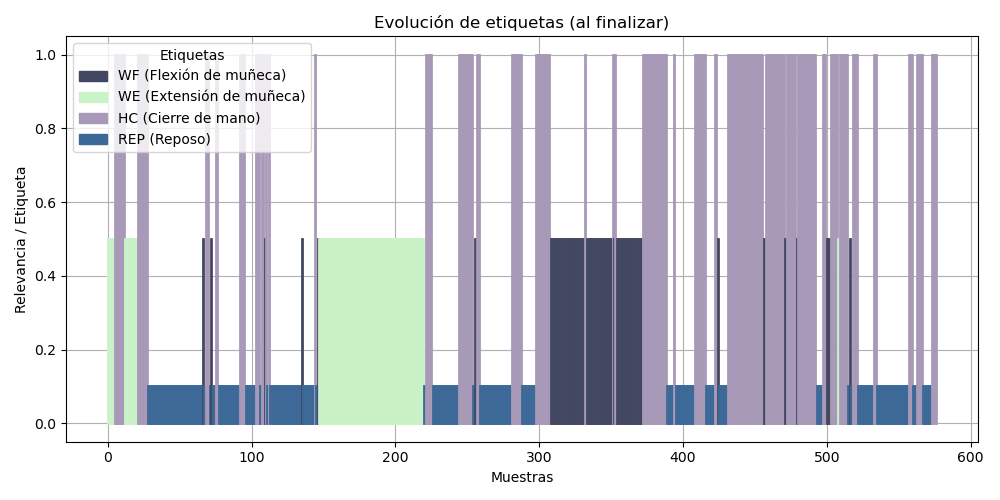 Evolución de etiquetas (al finalizar)
Etiquetas
WF (Flexión de muñeca)
WE (Extensión de muñeca)
HC (Cierre de mano)
REP (Reposo)
Relevancia / Etiqueta
1.0
0.8
0.6
0.4
0.2
0.0
0 100 200 300 400 500 600
Muestras